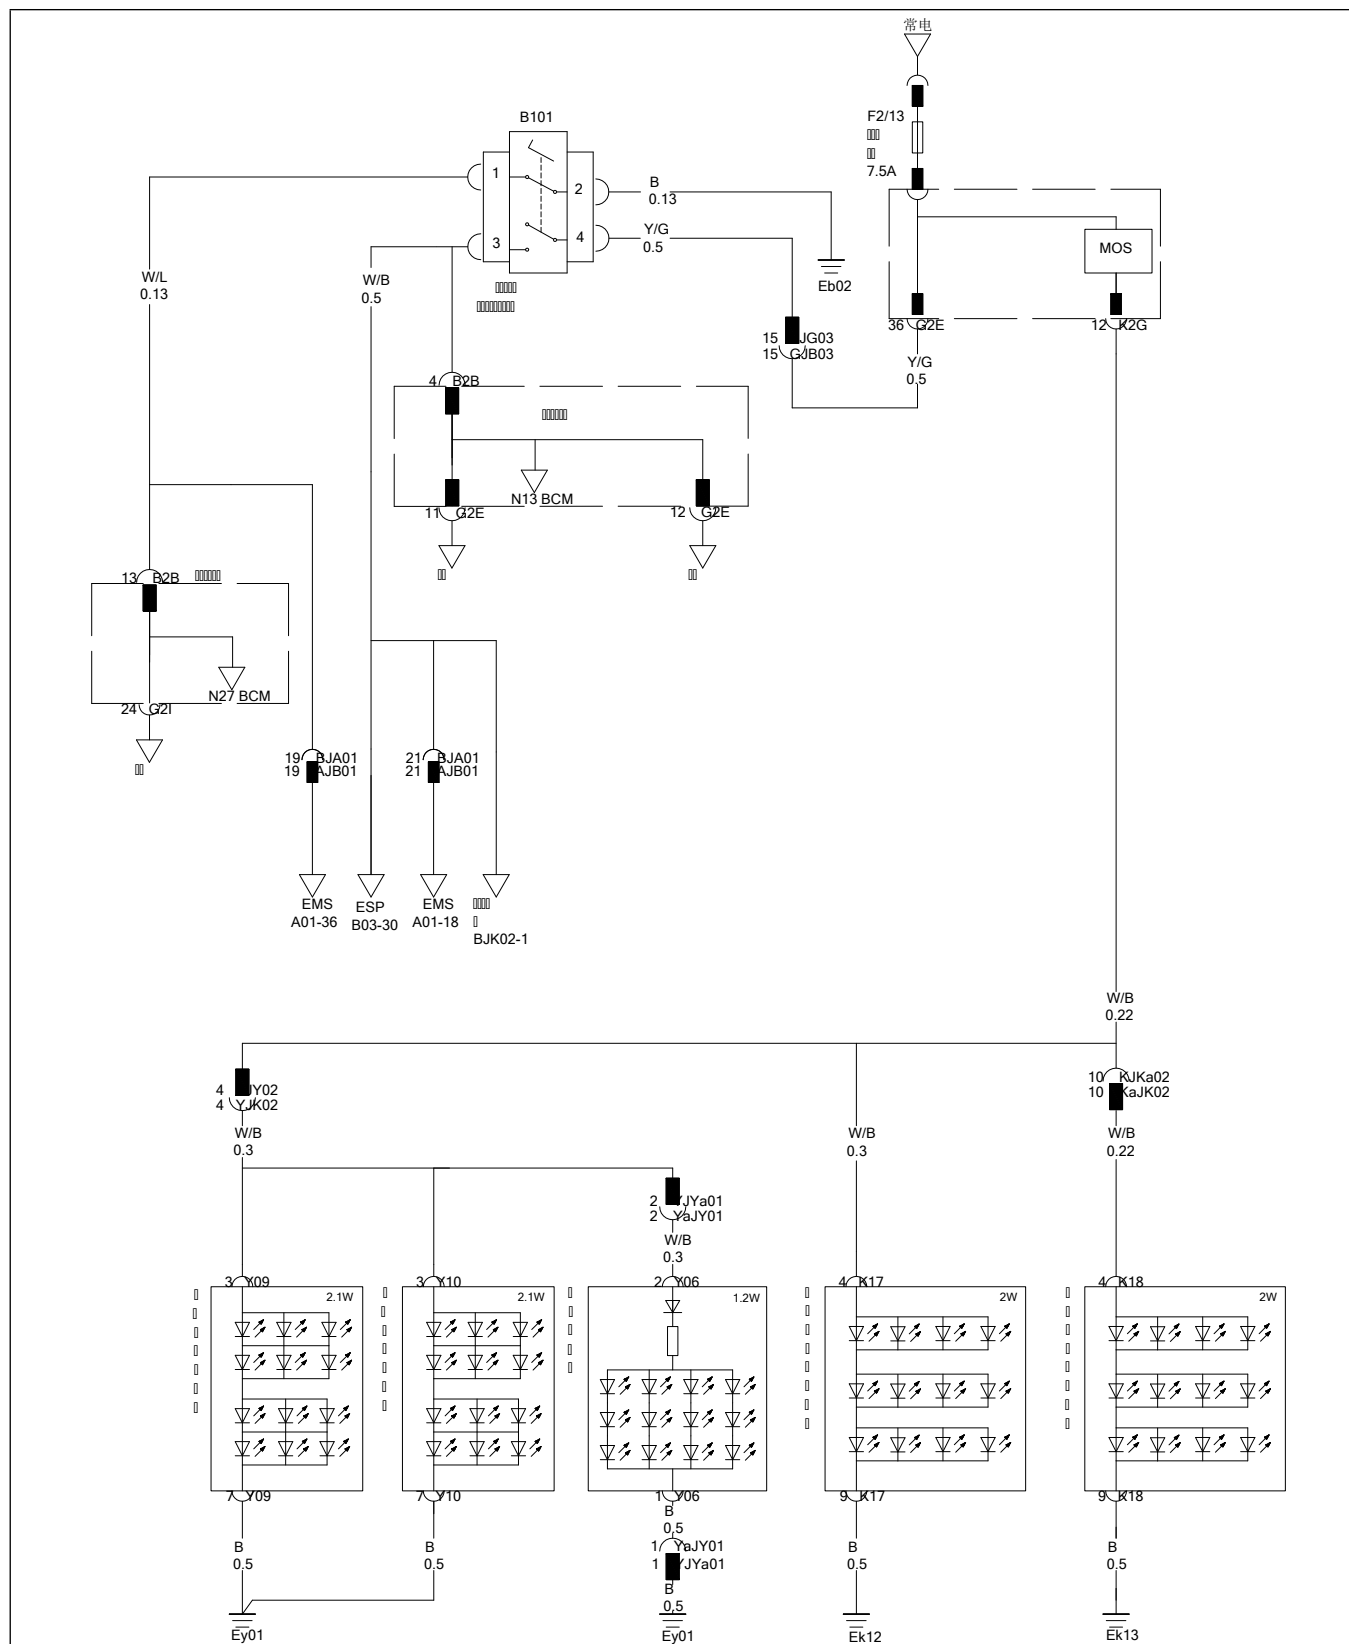 常电
F2/13
7.5A
B101
1
2
3
4
B
0.13
Y/G
0.5
Eb02
MOS
W/L
0.13
W/B
0.5
36 G2E
12 K2G
15 JG03
15 GJB03
Y/G
0.5
4 B2B
N13 BCM
11 G2E
12 G2E
13 B2B
N27 BCM
24 G2I
19 BJA01
19 AJB01
21 BJA01
21 AJB01
EMS
A01-36
ESP
B03-30
EMS
A01-18
BJK02-1
W/B
0.22
4 JY02
4 YJK02
10 KJKa02
10 KaJK02
W/B
0.3
W/B
0.3
W/B
0.22
2 YJYa01
2 YaJY01
W/B
0.3
3 Y09
3 Y10
2 Y06
4 K17
4 K18
2.1W
2.1W
1.2W
2W
2W
7 Y09
7 Y10
1 Y06
9 K17
9 K18
B
0.5
B
0.5
B
0.5
B
0.5
B
0.5
1 YaJY01
1 YJYa01
B
0.5
Ey01
Ey01
Ek12
Ek13